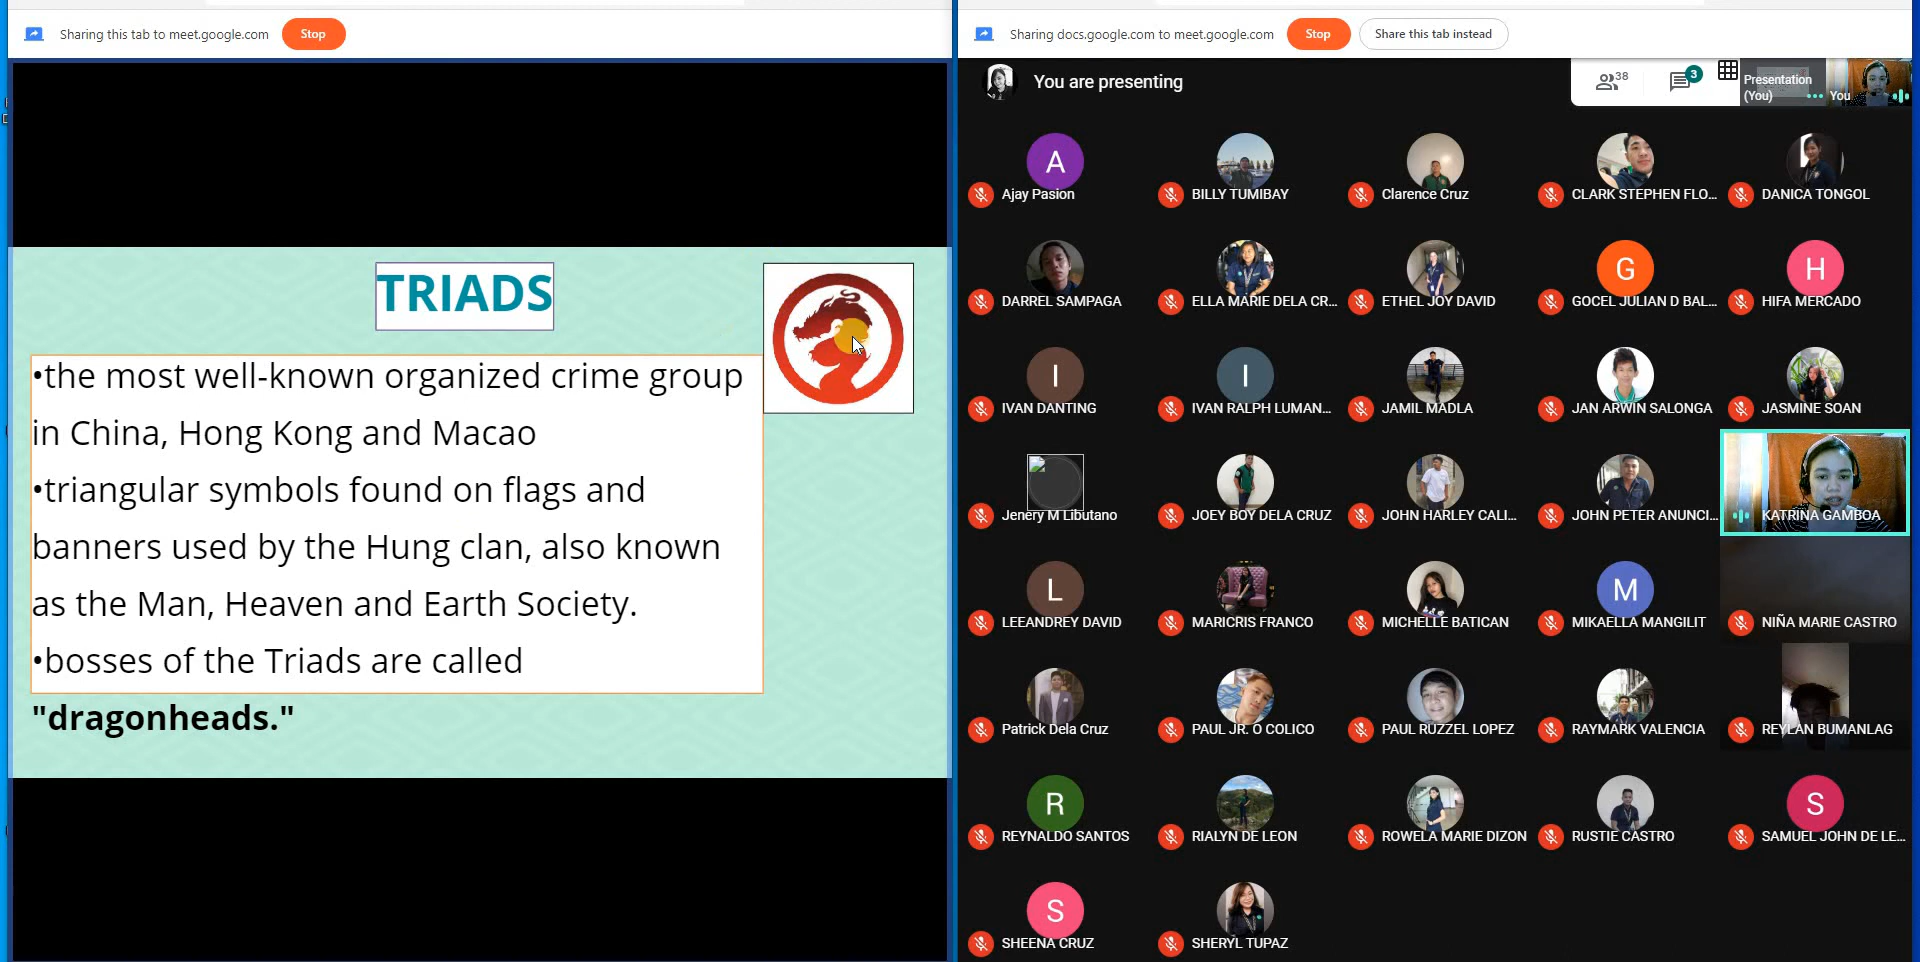 Sharing this tab to meet.google.com
Stop
TRIADS
•the most well-known organized crime group
in China, Hong Kong and Macao
•triangular symbols found on flags and
banners used by the Hung clan, also known
as the Man, Heaven and Earth Society.
•bosses of the Triads are called
"dragonheads."
Sharing docs.google.com to meet.google.com
Stop
Share this tab instead
You are presenting
38
3
Presentation
(You)
You
A
Ajay Pasion
BILLY TUMIBAY
Clarence Cruz
CLARK STEPHEN FLO...
DANICA TONGOL
DARREL SAMPAGA
ELLA MARIE DELA CR...
ETHEL JOY DAVID
G
GOCEL JULIAN D BAL...
H
HIFA MERCADO
I
IVAN DANTING
I
IVAN RALPH LUMAN...
JAMIL MADLA
JAN ARWIN SALONGA
JASMINE SOAN
Jenery M Libutano
JOEY BOY DELA CRUZ
JOHN HARLEY CALI...
JOHN PETER ANUNCI...
KATRINA GAMBOA
L
LEEANDREY DAVID
MARICRIS FRANCO
MICHELLE BATICAN
M
MIKAELLA MANGILIT
NIÑA MARIE CASTRO
Patrick Dela Cruz
PAUL JR. O COLICO
PAUL RUZZEL LOPEZ
RAYMARK VALENCIA
REYLAN BUMANLAG
R
REYNALDO SANTOS
RIALYN DE LEON
ROWELA MARIE DIZON
RUSTIE CASTRO
S
SAMUEL JOHN DE LE...
S
SHEENA CRUZ
SHERYL TUPAZ